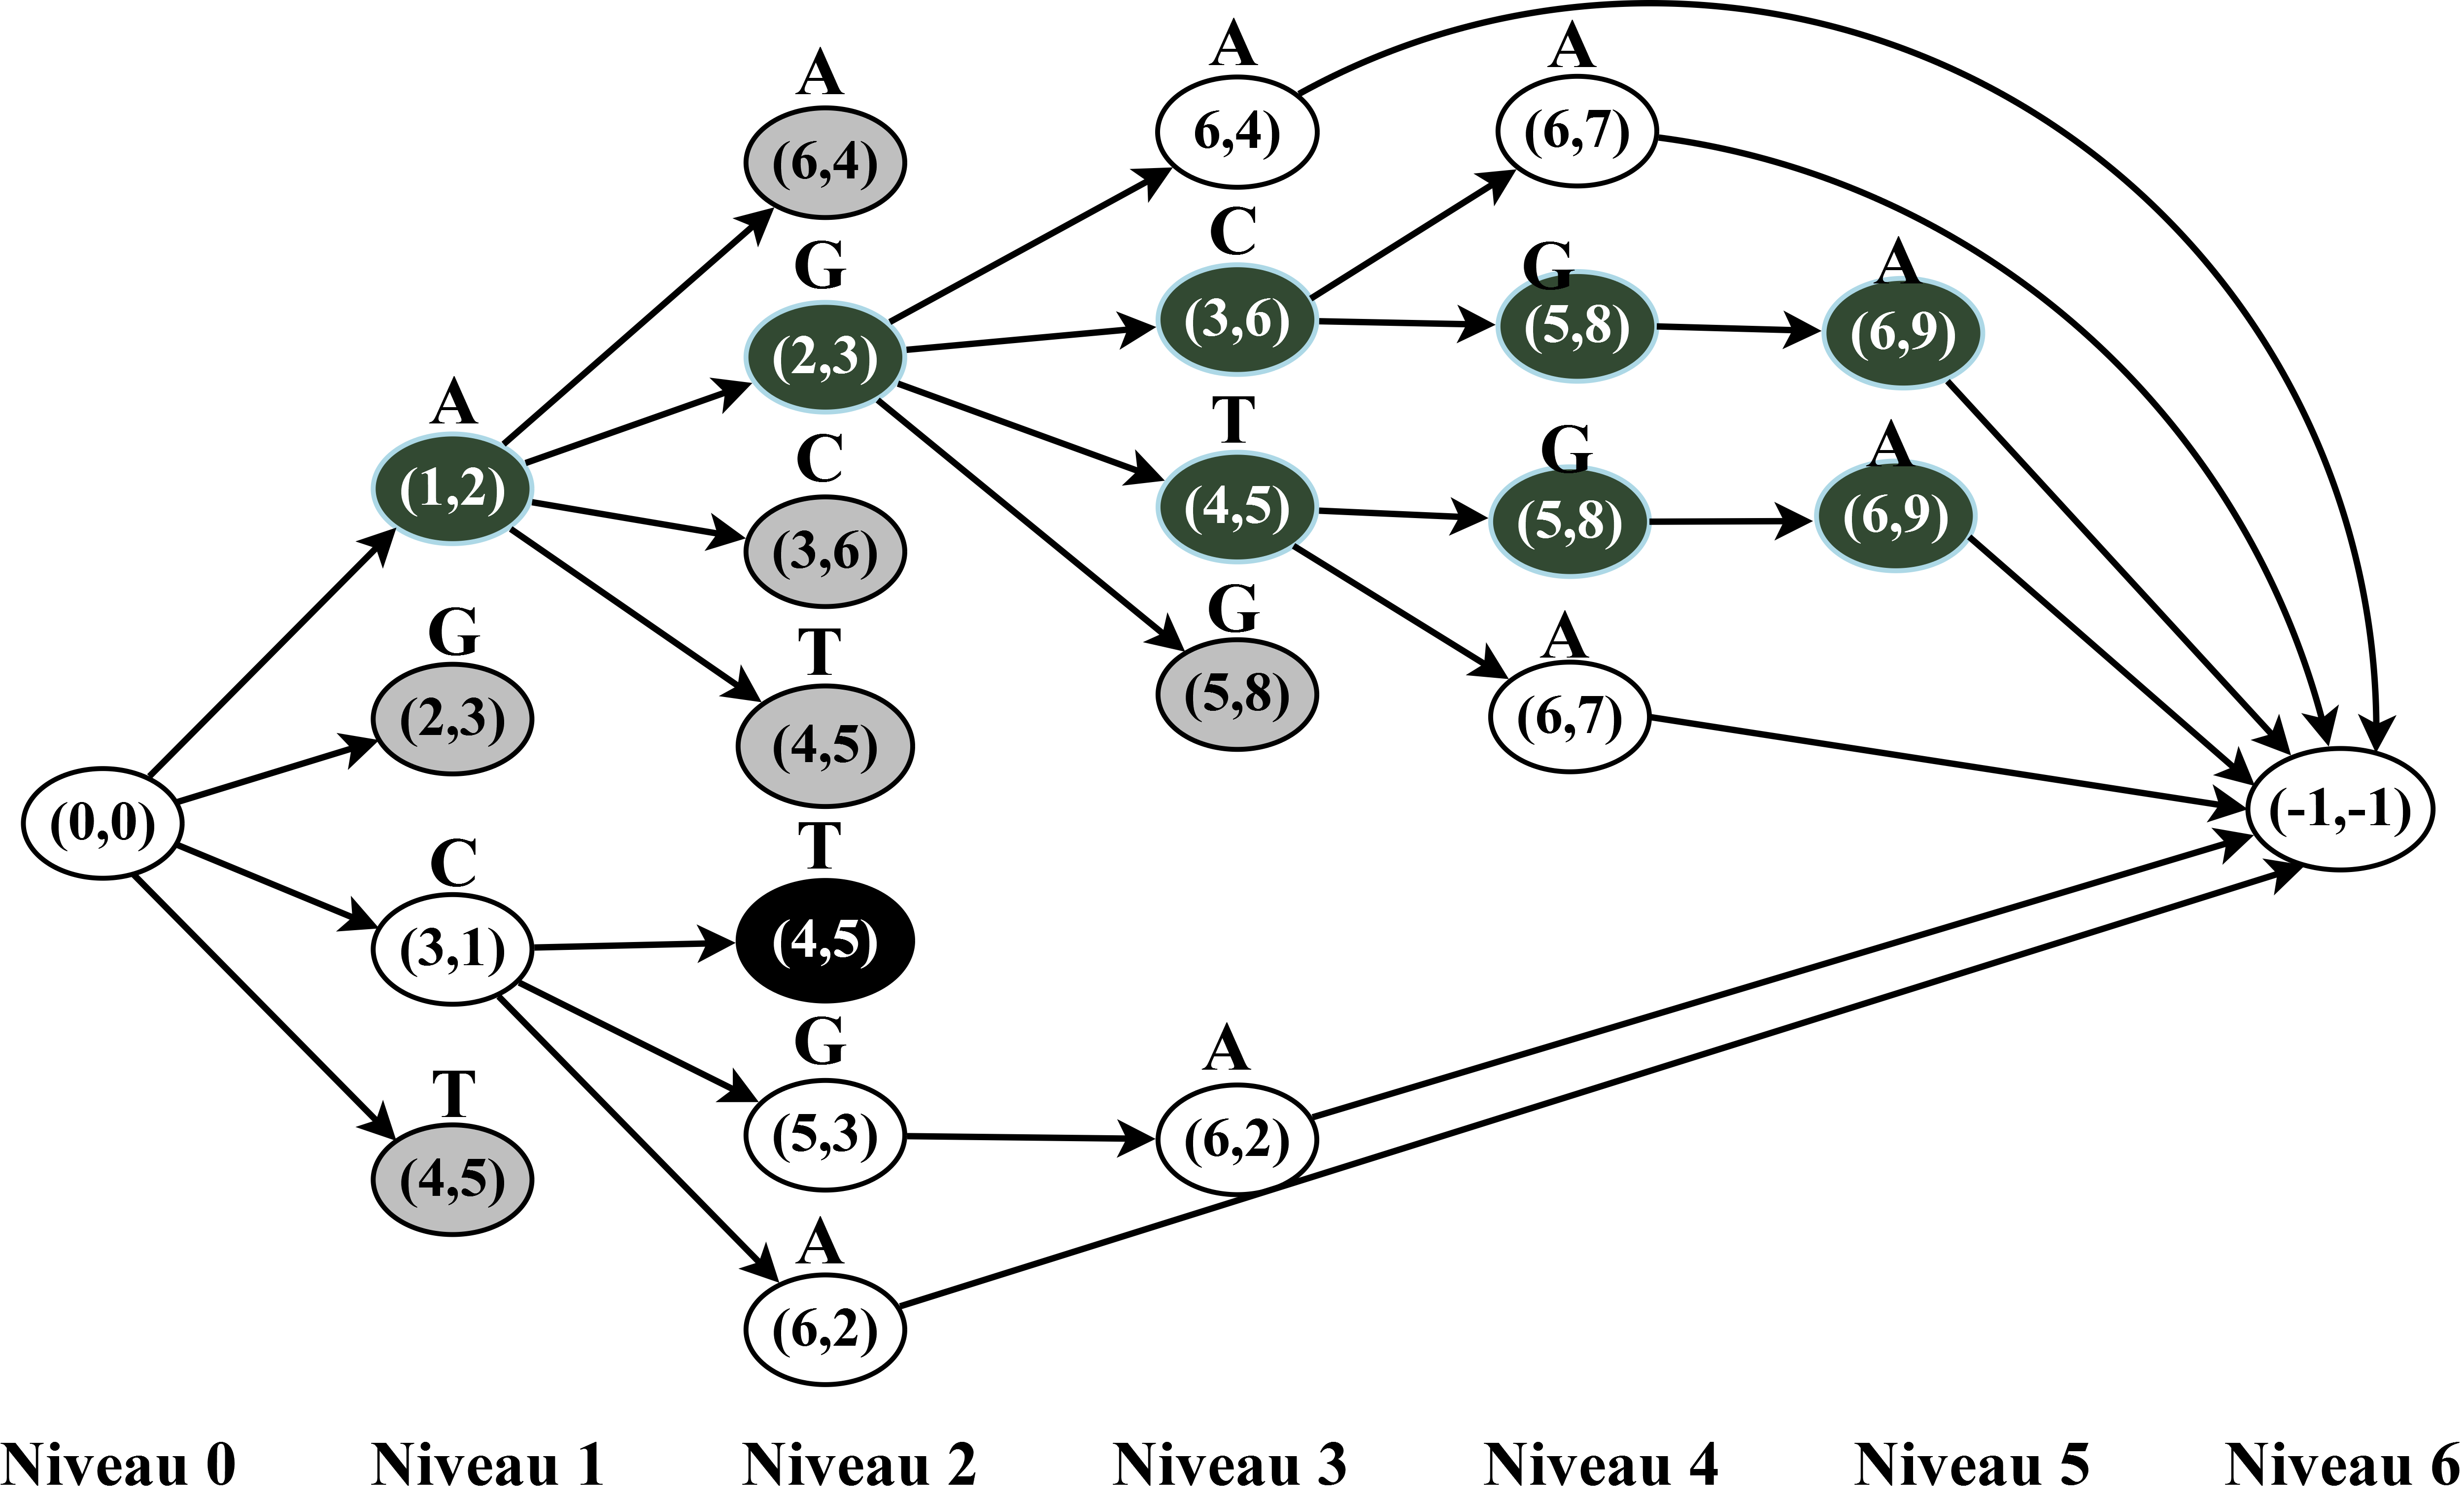 A
(6,4)
G
(2,3)
C
(3,6)
T
(4,5)
T
(4,5)
G
(5,3)
A
(6,2)
A
6,4)
C
(3,6)
T
(4,5)
G
(5,8)
A
(6,2)
A
(6,7)
G
(5,8)
G
(5,8)
A
(6,7)
A
(6,9)
A
(6,9)
A
(1,2)
G
(2,3)
C
(3,1)
T
(4,5)
(0,0)
(-1,-1)
Niveau 0 Niveau 1 Niveau 2 Niveau 3 Niveau 4 Niveau 5 Niveau 6